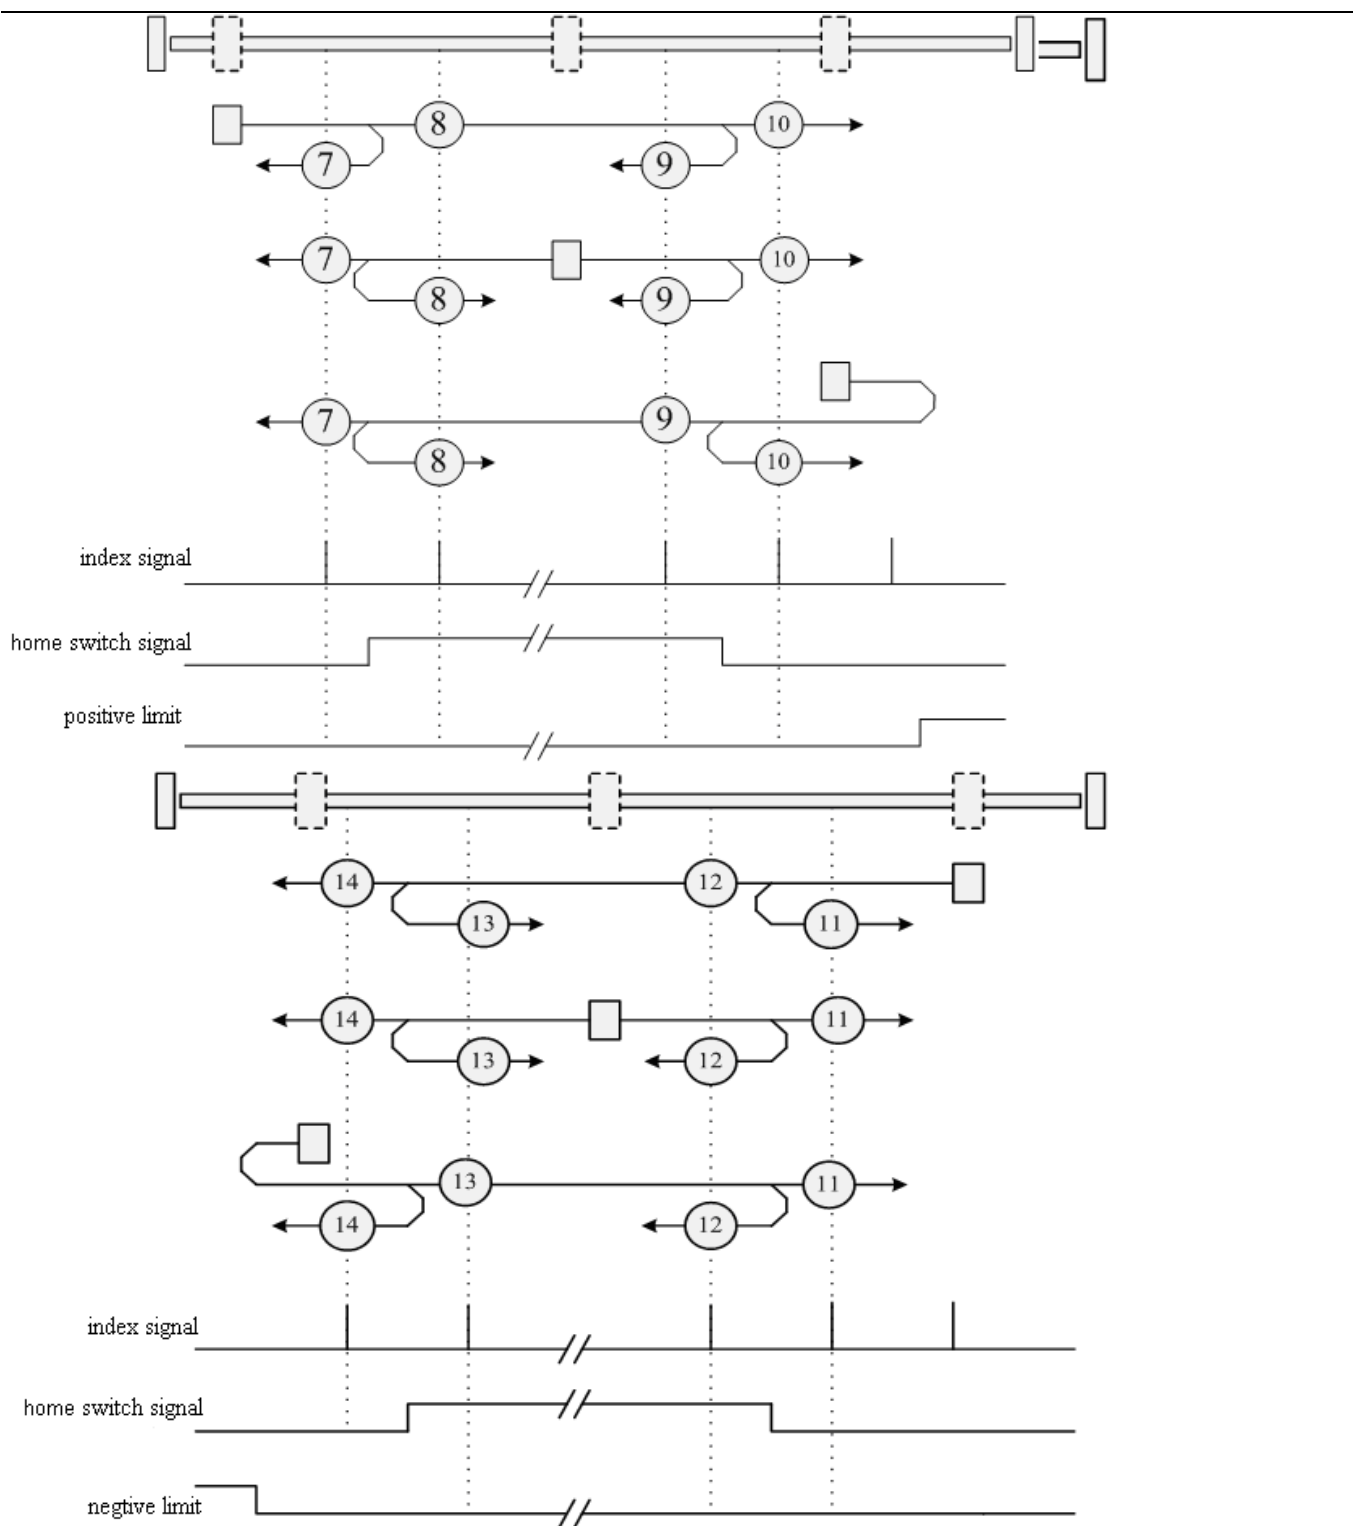 8 10
7 9
7 10
8 9
7 9
8 10
index signal
home switch signal
positive limit
14 12
13 11
14 11
13 12
13 11
14 12
index signal
home switch signal
negtive limit